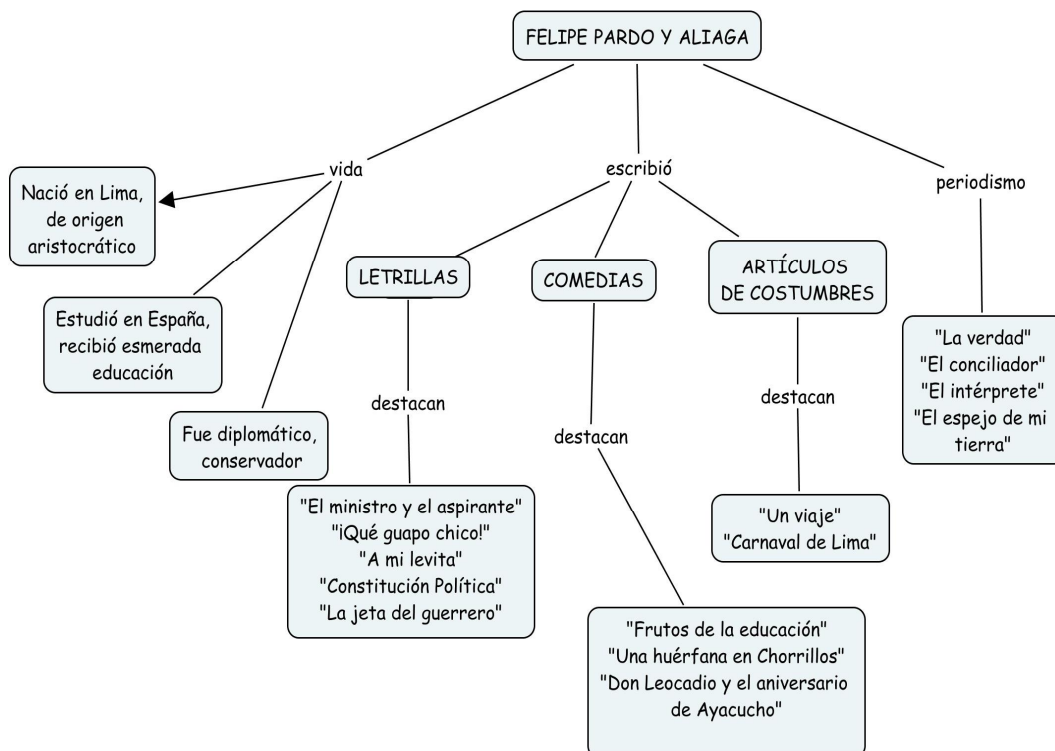 FELIPE PARDO Y ALIAGA
vida
escribió
periodismo
Nació en Lima,
de origen
aristocrático
Estudió en España,
recibió esmerada
educación
Fue diplomático,
conservador
LETRILLAS
COMEDIAS
ARTÍCULOS
DE COSTUMBRES
destacan
destacan
destacan
"El ministro y el aspirante"
"¡Qué guapo chico!"
"A mi levita"
"Constitución Política"
"La jeta del guerrero"
"Frutos de la educación"
"Una huérfana en Chorrillos"
"Don Leocadio y el aniversario
de Ayacucho"
"Un viaje"
"Carnaval de Lima"
"La verdad"
"El conciliador"
"El intérprete"
"El espejo de mi
tierra"